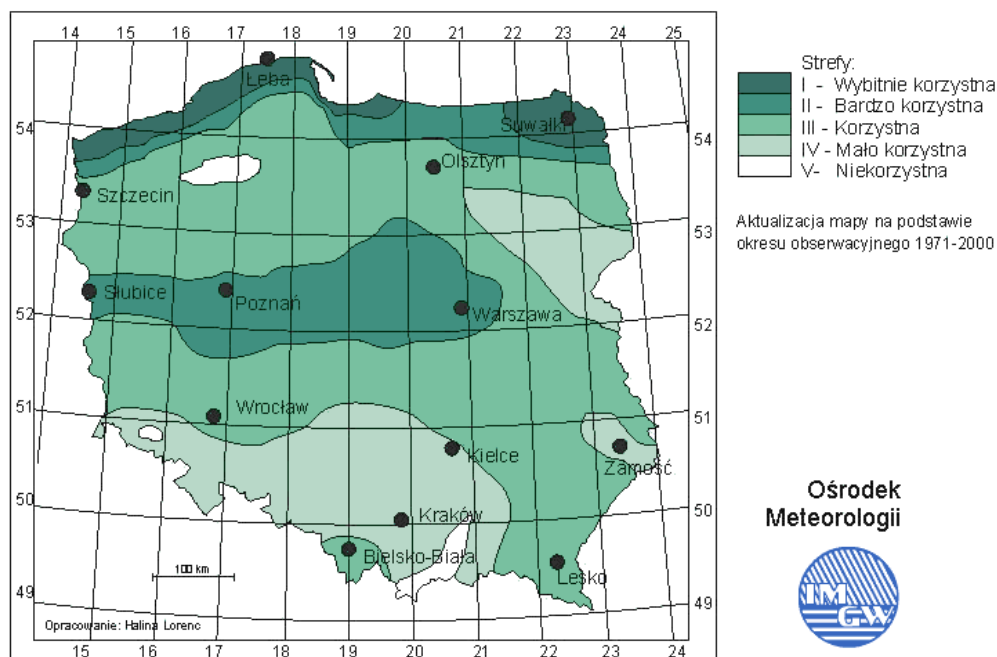 14 15 16 17 18 19 20 21 22 23 24 25
Łeba
54
Suwałki
54
Olsztyn
Szczecin
53
53
Słubice
Poznań
Warszawa
52
52
Wrocław
51
51
Kielce
Zamość
50
Kraków
50
Bielsko-Biała
Lesko
100 km
49
49
Opracowanie: Halina Lorenc
15 16 17 18 19 20 21 22 23 24
Strefy:
I - Wybitnie korzystna
II - Bardzo korzystna
III - Korzystna
IV - Mało korzystna
V- Niekorzystna
Aktualizacja mapy na podstawie
okresu obserwacyjnego 1971-2000
Ośrodek
Meteorologii
IM
GW